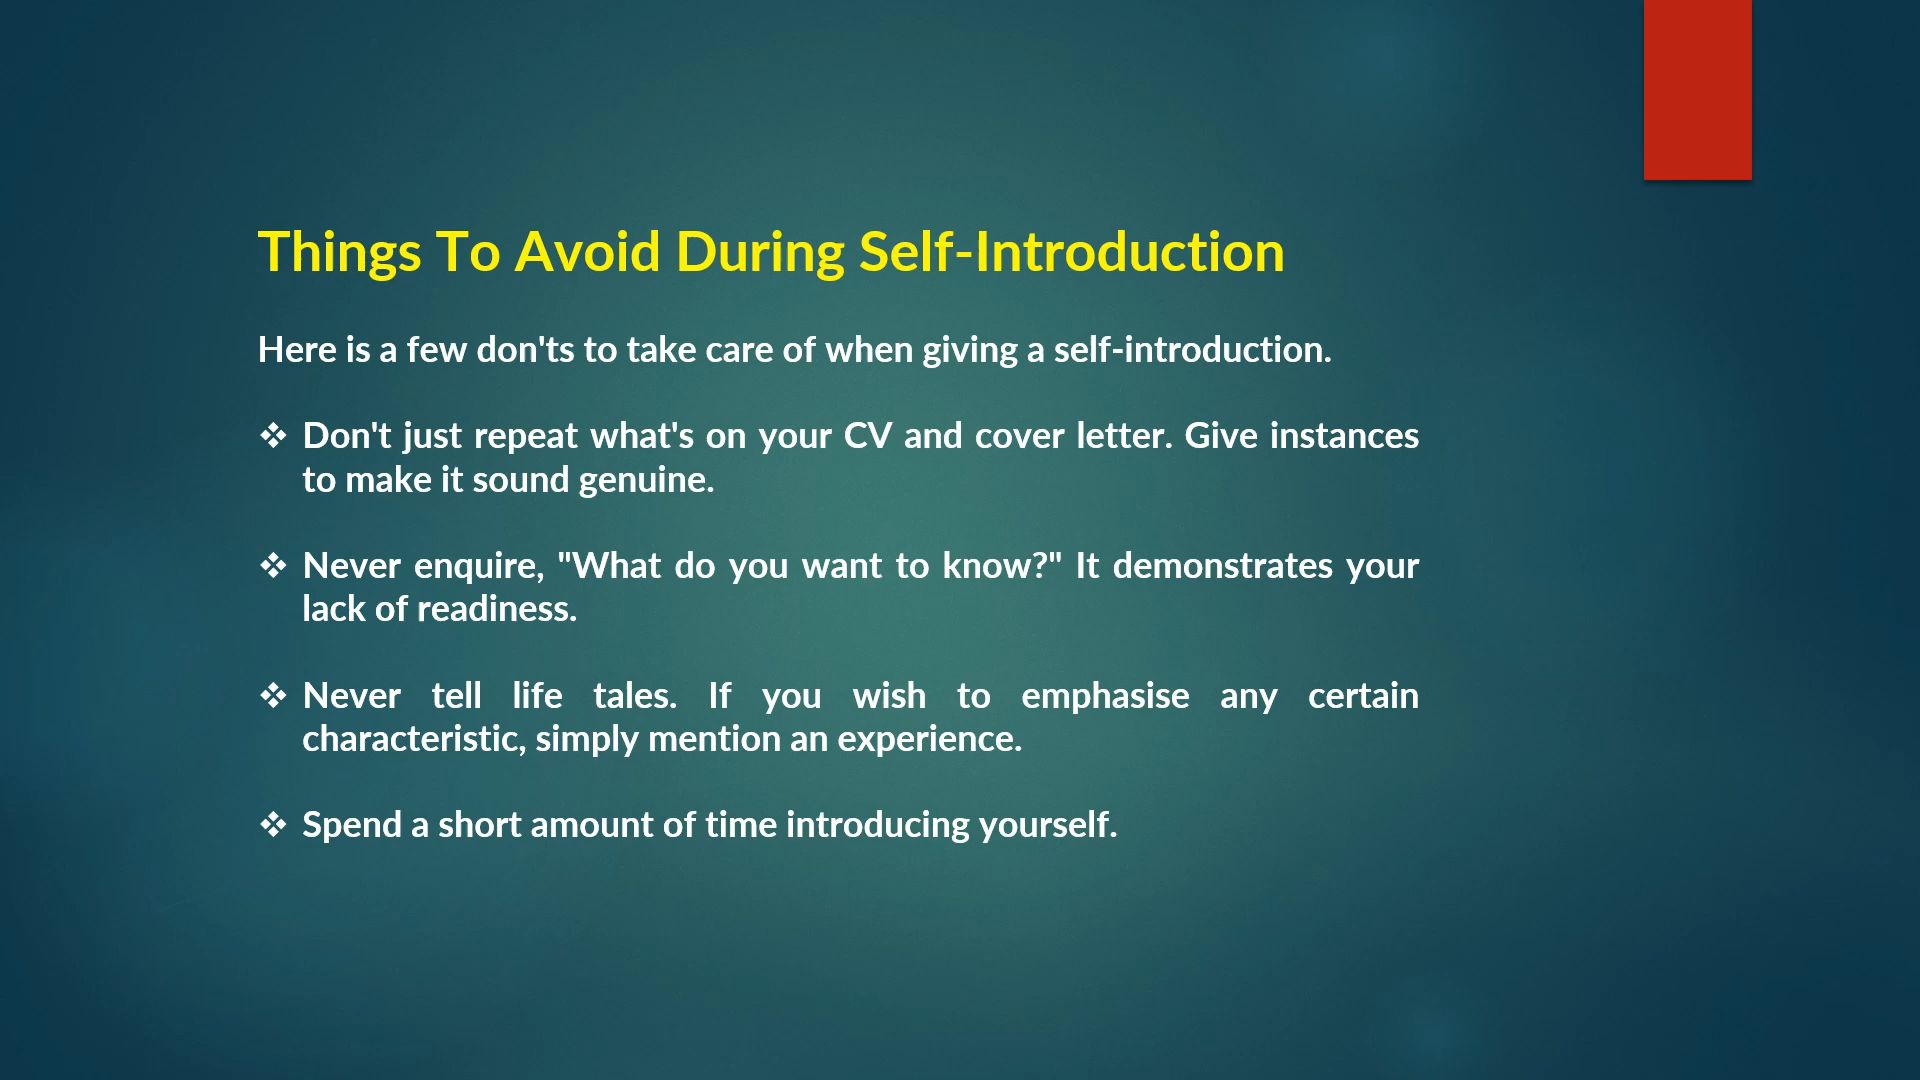 Things To Avoid During Self-Introduction
Here is a few don'ts to take care of when giving a self-introduction.
❖ Don't just repeat what's on your CV and cover letter. Give instances
to make it sound genuine.
❖ Never enquire, "What do you want to know?" It demonstrates your
lack of readiness.
❖ Never tell life tales. If you wish to emphasise any certain
characteristic, simply mention an experience.
❖ Spend a short amount of time introducing yourself.